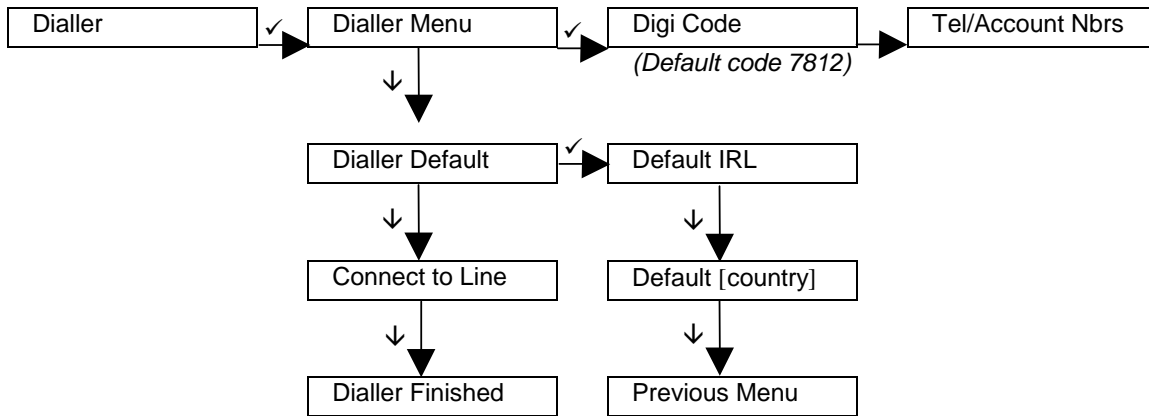 Dialler
Dialler Menu
Digi Code
Tel/Account Nbrs
(Default code 7812)
Dialler Default
Default IRL
Connect to Line
Default [country]
Dialler Finished
Previous Menu